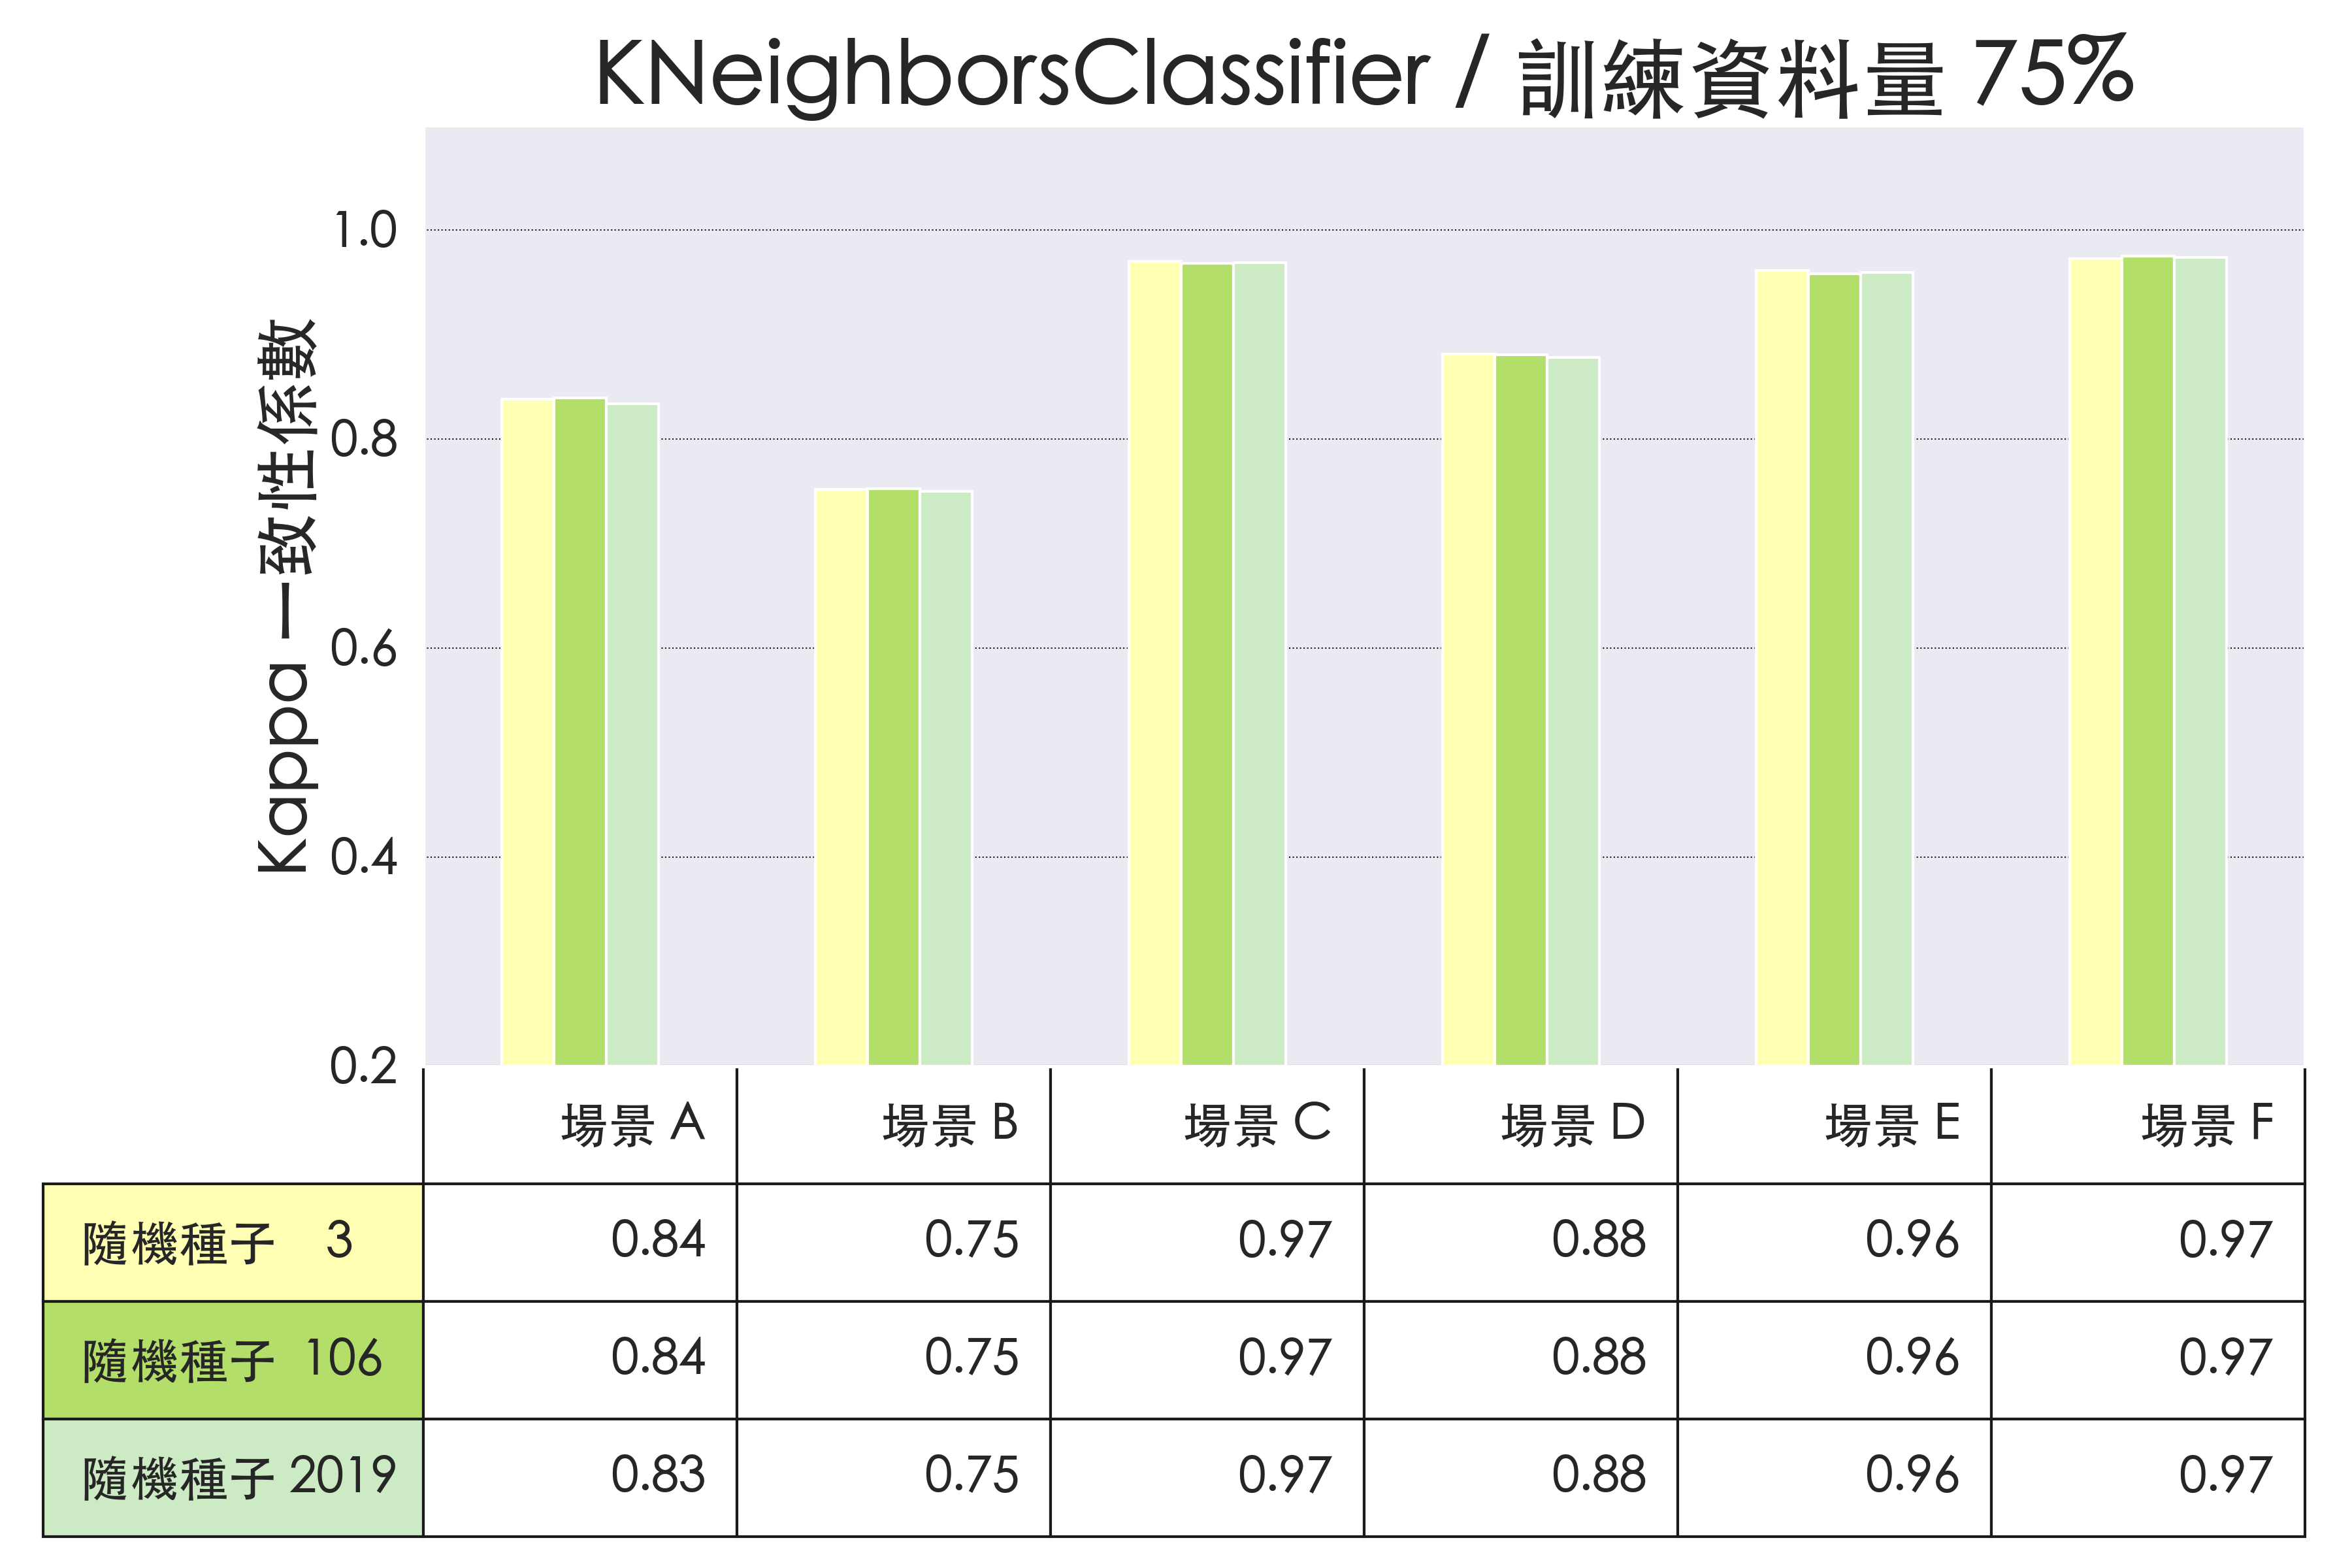 KNeighborsClassifier / 訓練資料量 75%
Kappa 一致性係數
1.0
0.8
0.6
0.4
0.2
場景 A 場景 B 場景 C 場景 D 場景 E 場景 F
隨機種子 3 0.84 0.75 0.97 0.88 0.96 0.97
隨機種子 106 0.84 0.75 0.97 0.88 0.96 0.97
隨機種子 2019 0.83 0.75 0.97 0.88 0.96 0.97